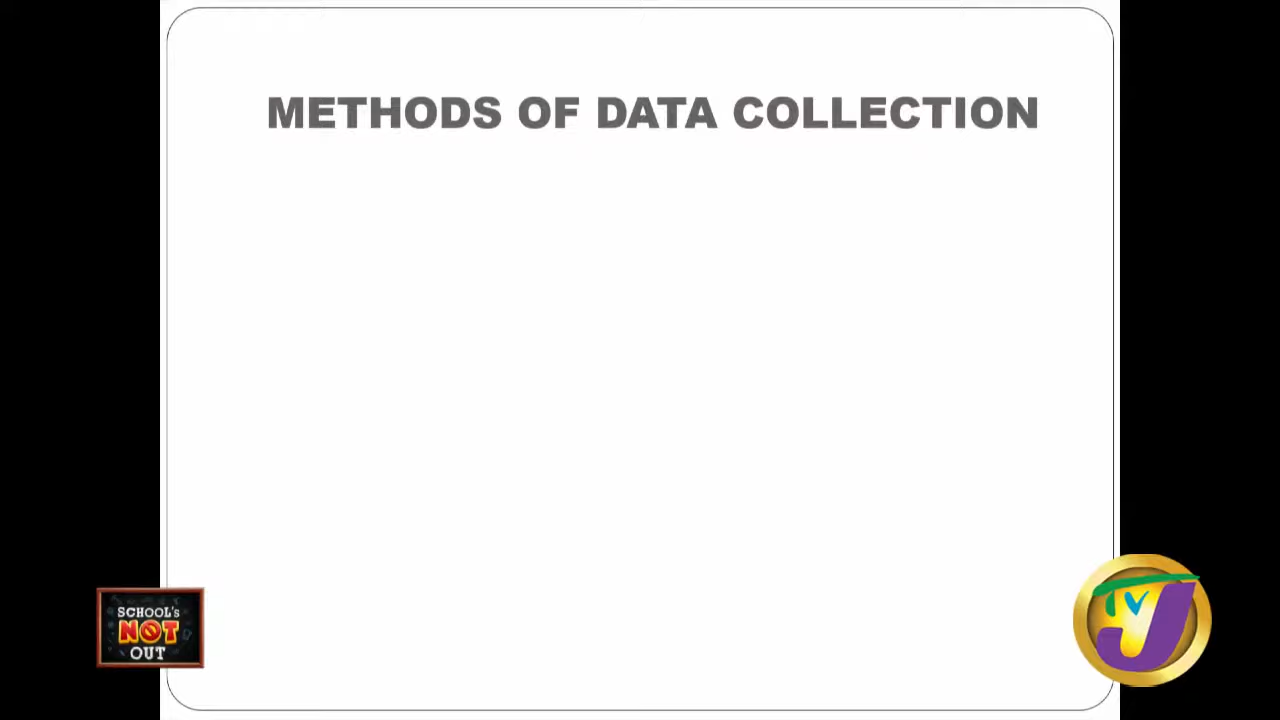 METHODS OF DATA COLLECTION
SCHOOL's
NOT
OUT
TVJ